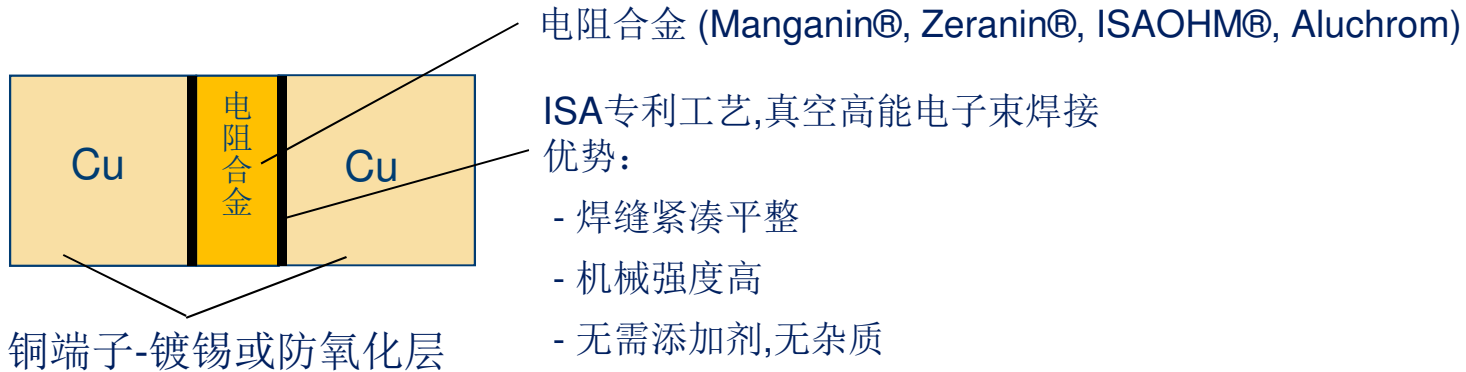 电阻合金 (Manganin®, Zeranin®, ISAOHM®, Aluchrom)
ISA专利工艺,真空高能电子束焊接
优势：
- 焊缝紧凑平整
- 机械强度高
- 无需添加剂,无杂质
Cu
电阻合金
Cu
铜端子-镀锡或防氧化层